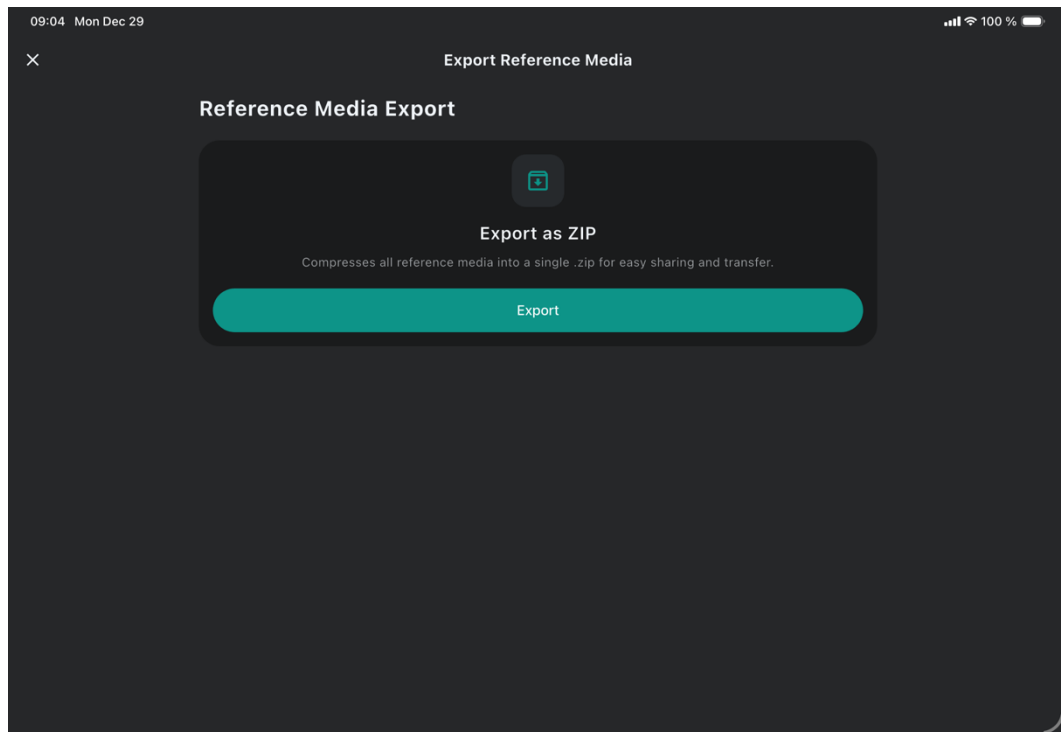 09:04 Mon Dec 29
100 %
Export Reference Media
Reference Media Export
Export as ZIP
Compresses all reference media into a single .zip for easy sharing and transfer.
Export